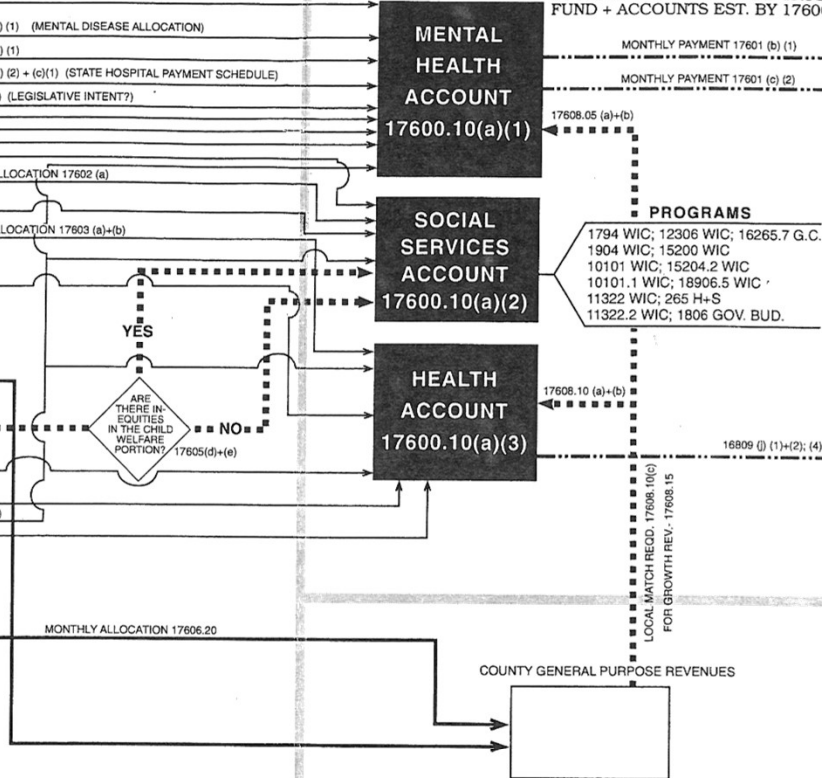 FUND + ACCOUNTS EST. BY 1760
) (1) (MENTAL DISEASE ALLOCATION)
) (1)
) (2) + (c)(1) (STATE HOSPITAL PAYMENT SCHEDULE)
) (LEGISLATIVE INTENT?)
MENTAL
HEALTH
ACCOUNT
17600.10(a)(1)
MONTHLY PAYMENT 17601 (b) (1)
MONTHLY PAYMENT 17601 (c) (2)
17608.05 (a)+(b)
LLOCATION 17602 (a)
LOCATION 17603 (a)+(b)
SOCIAL
SERVICES
ACCOUNT
17600.10(a)(2)
PROGRAMS
1794 WIC; 12306 WIC; 16265.7 G.C.
1904 WIC; 15200 WIC
10101 WIC; 15204.2 WIC
10101.1 WIC; 18906.5 WIC
11322 WIC; 265 H+S
11322.2 WIC; 1806 GOV. BUD.
YES
ARE
THERE IN-
EQUITIES
IN THE CHILD
WELFARE
PORTION?
NO
17605(d)+(e)
HEALTH
ACCOUNT
17600.10(a)(3)
17608.10 (a)+(b)
16809 (j) (1)+(2); (4)
LOCAL MATCH REQD. 17608.10(c)
FOR GROWTH REV.- 17608.15
MONTHLY ALLOCATION 17606.20
COUNTY GENERAL PURPOSE REVENUES